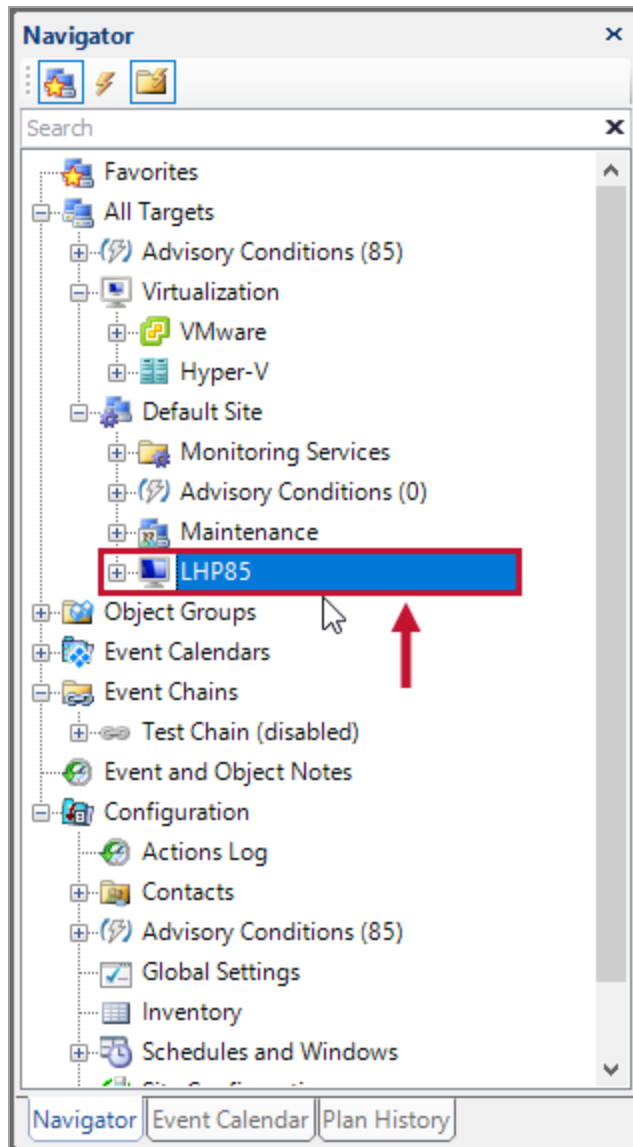 Navigator
Search
Favorites
All Targets
Advisory Conditions (85)
Virtualization
VMware
Hyper-V
Default Site
Monitoring Services
Advisory Conditions (0)
Maintenance
LHP85
Object Groups
Event Calendars
Event Chains
Test Chain (disabled)
Event and Object Notes
Configuration
Actions Log
Contacts
Advisory Conditions (85)
Global Settings
Inventory
Schedules and Windows
Navigator Event Calendar Plan History